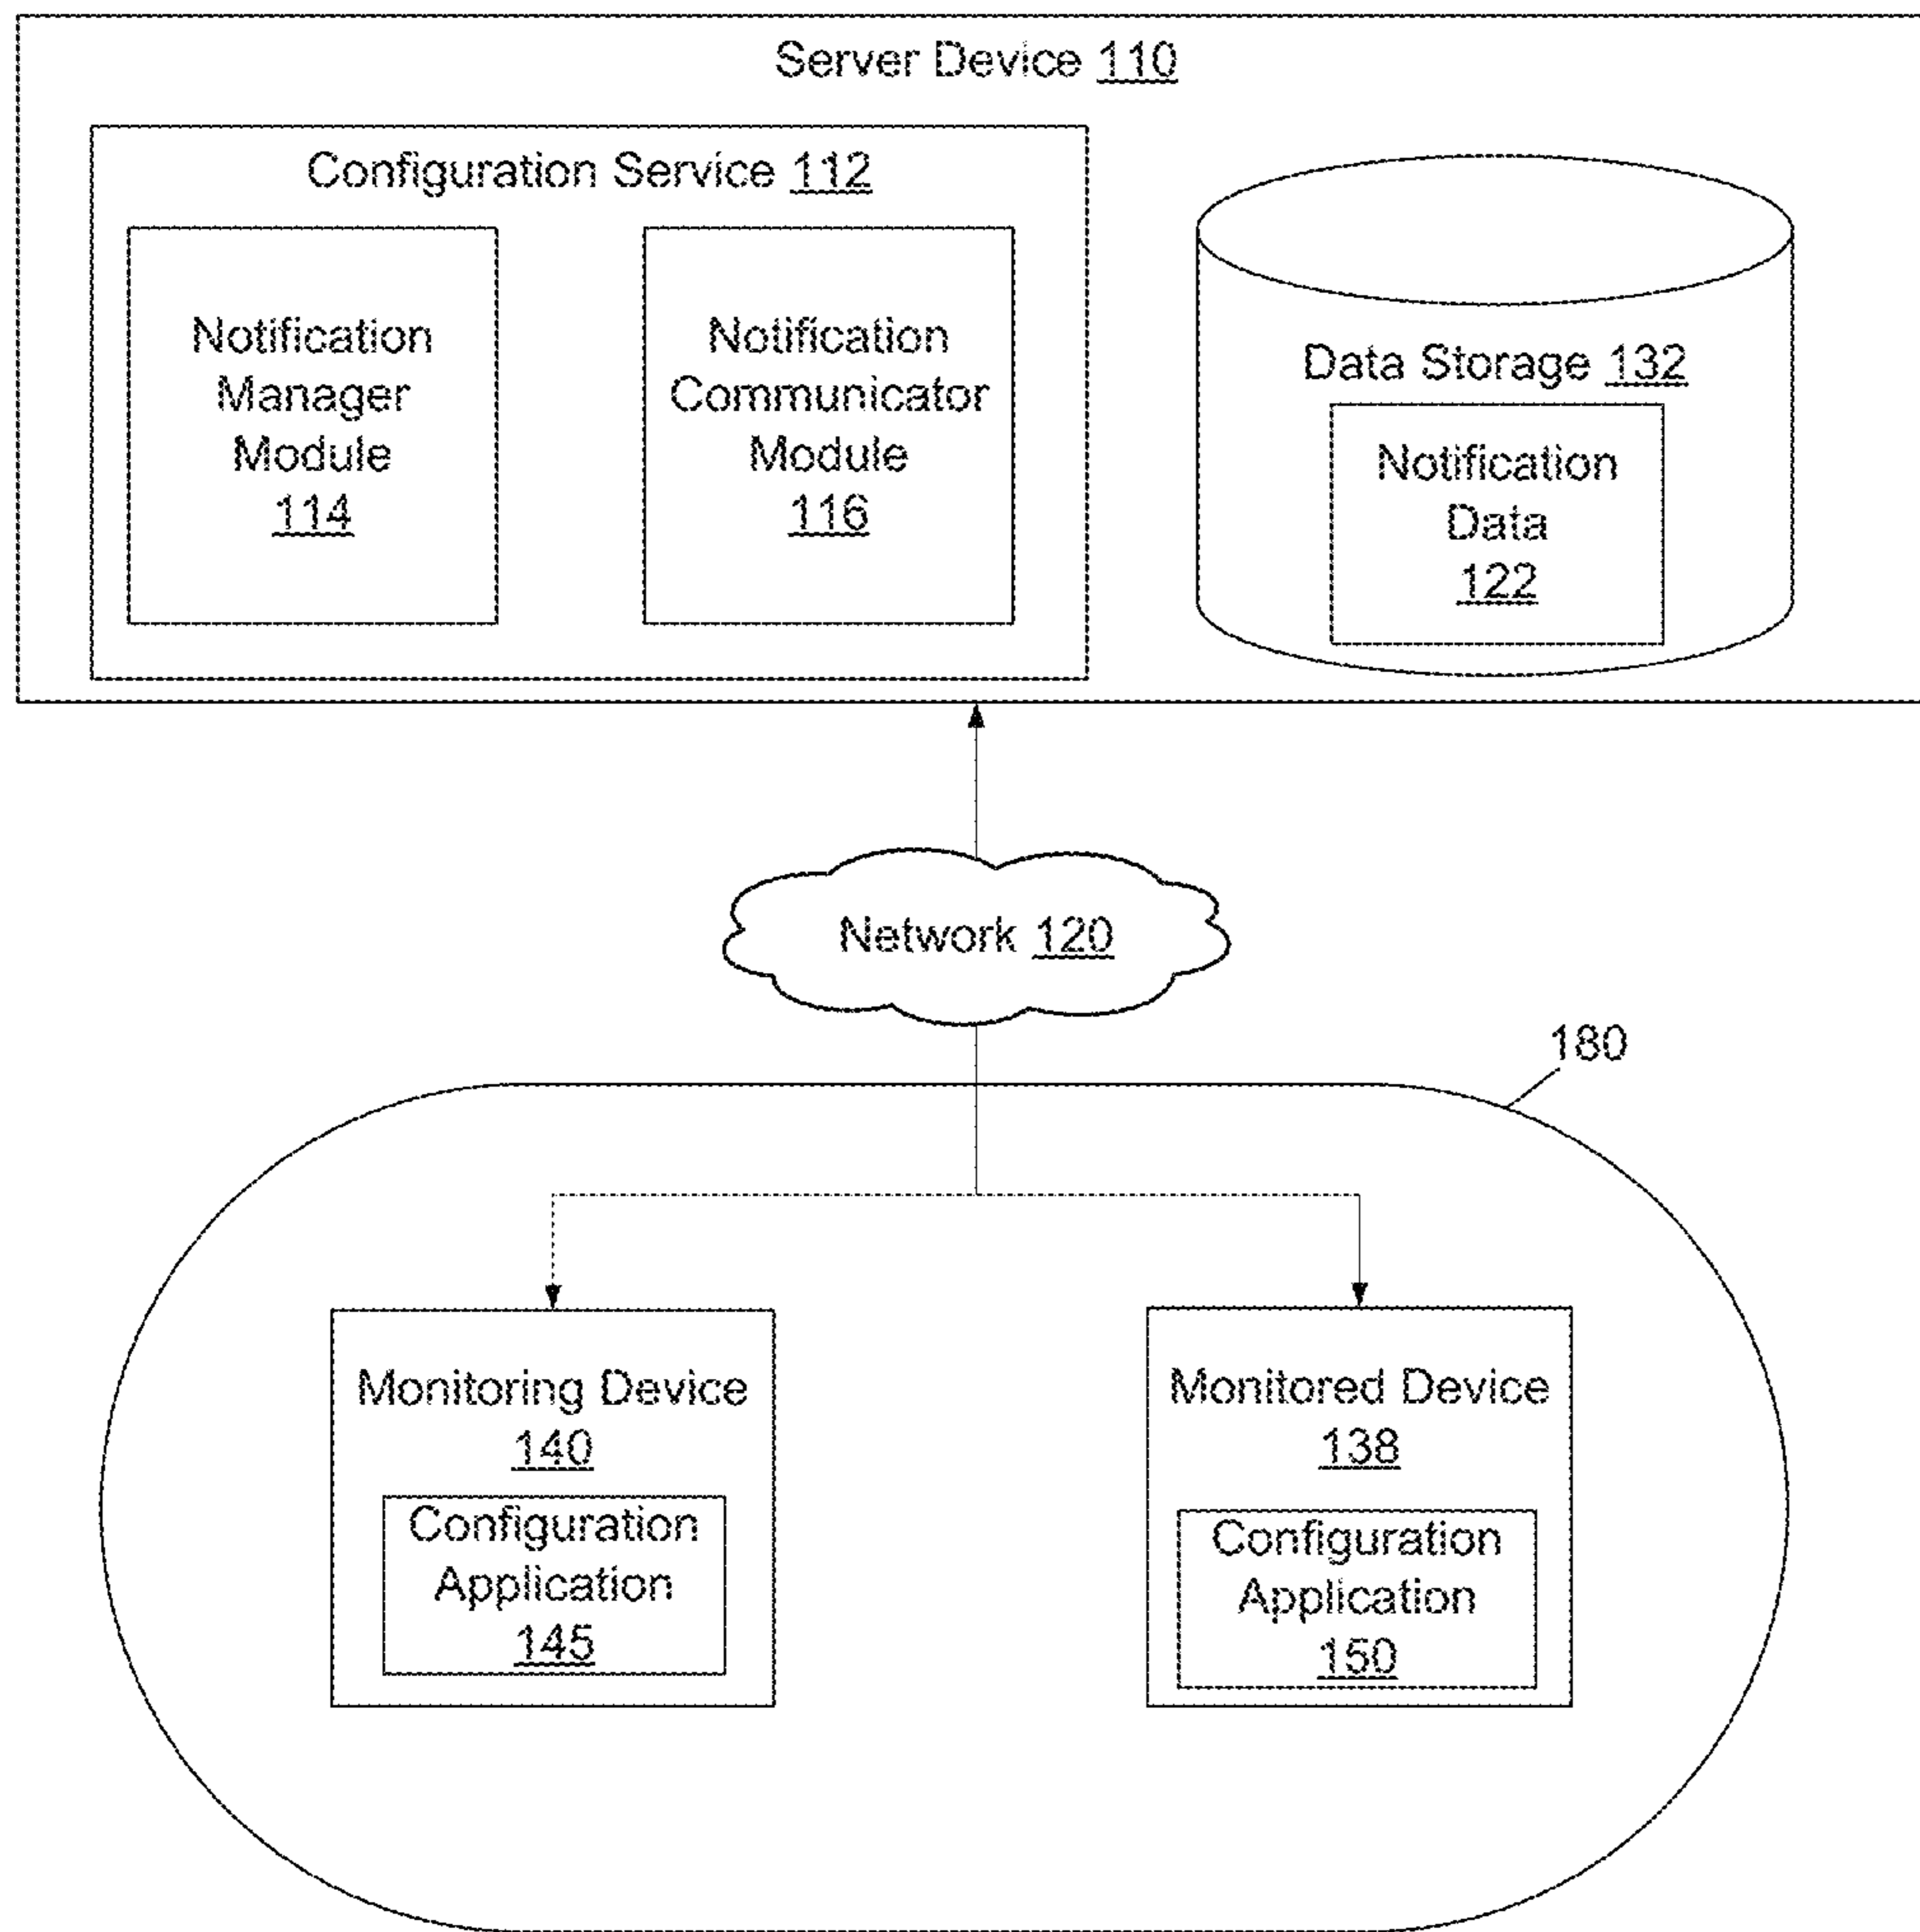 Server Device 110
Configuration Service 112
Notification
Manager
Module
114
Notification
Communicator
Module
116
Data Storage 132
Notification
Data
122
Network 120
180
Monitoring Device
140
Configuration
Application
145
Monitored Device
138
Configuration
Application
150